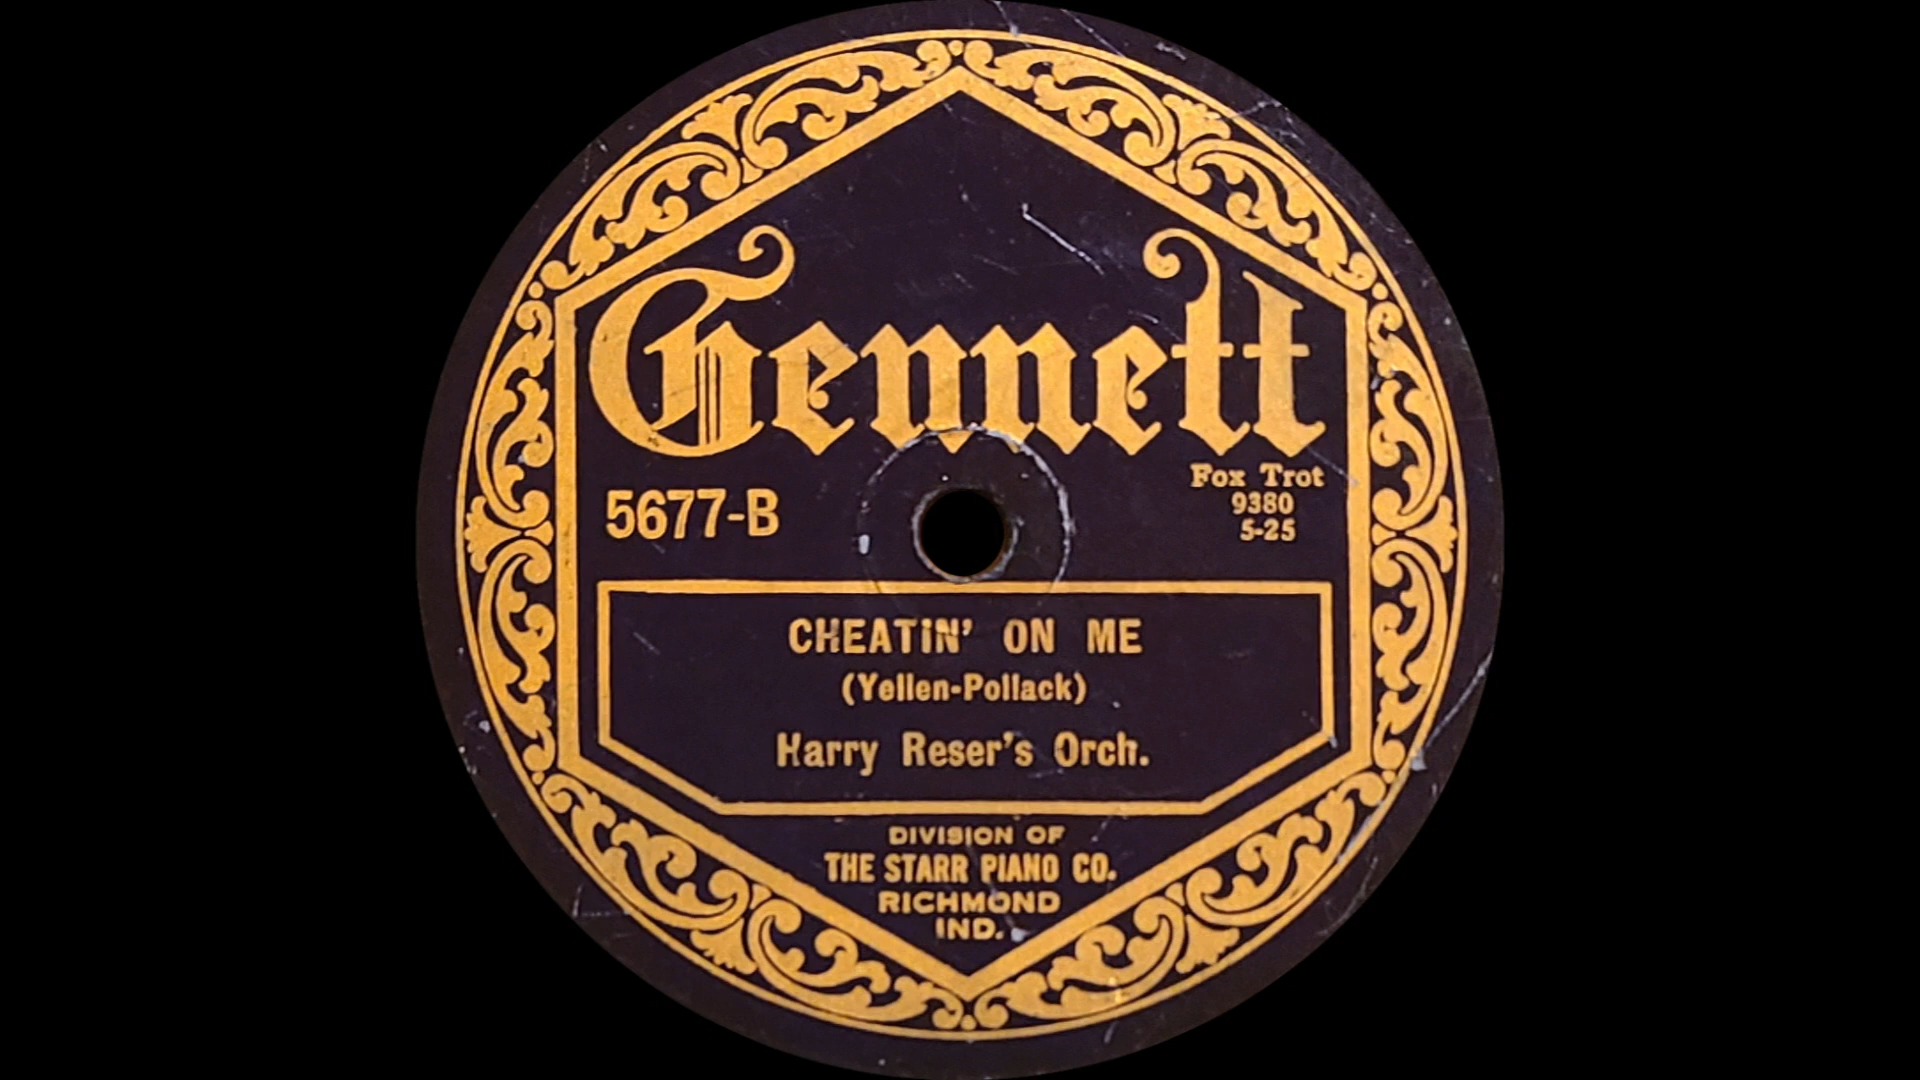 Gennett
Fox Trot
9380
5-25
5677-B
CHEATIN' ON ME
(Yellen-Pollack)
Harry Reser's Orch.
DIVISION OF
THE STARR PIANO CO.
RICHMOND
IND.